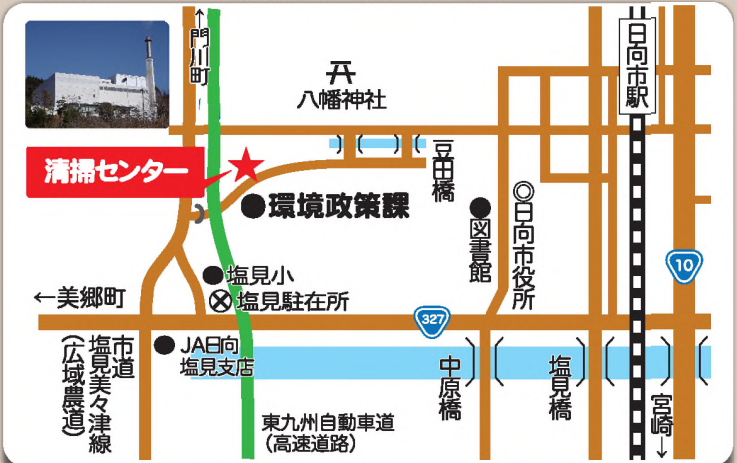 ↑門川町
日向市駅
八幡神社
清掃センター
豆田橋
●環境政策課
●図書館
◎日向市役所
10
●塩見小
塩見駐在所
←美郷町
327
市道
塩見美々津線
(広域農道)
●JA日向
塩見支店
中原橋
塩見橋
宮崎→
東九州自動車道
(高速道路)